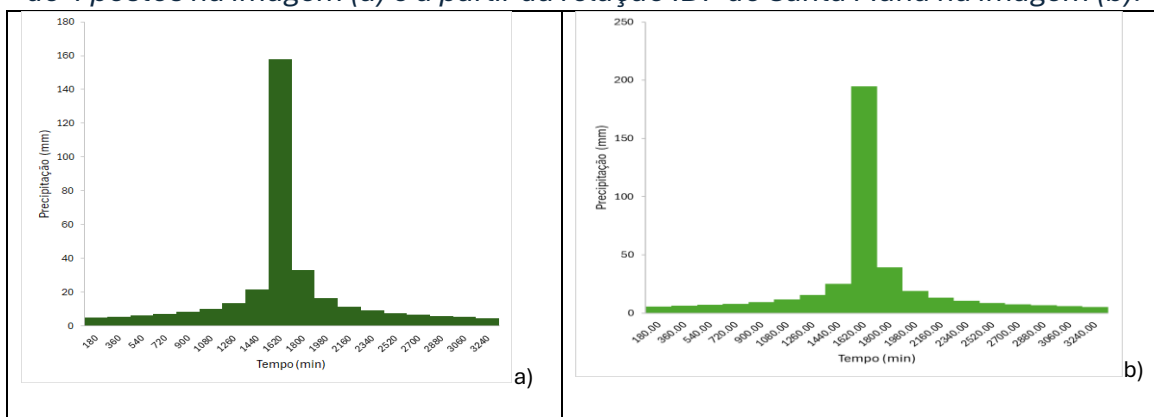 4 postos na imagem (a) e a partir da relação IDF de Santa Maria na imagem (b).
180
160
140
120
100
80
60
40
20
0
Precipitação (mm)
180 360 540 720 900 1080 1260 1440 1620 1800 1980 2160 2340 2520 2700 2880 3060 3240
Tempo (min)
a)
250
200
150
100
50
0
Precipitação (mm)
180.00 360.00 540.00 720.00 900.00 1080.00 1260.00 1440.00 1620.00 1800.00 1980.00 2160.00 2340.00 2520.00 2700.00 2880.00 3060.00 3240.00
Tempo (min)
b)